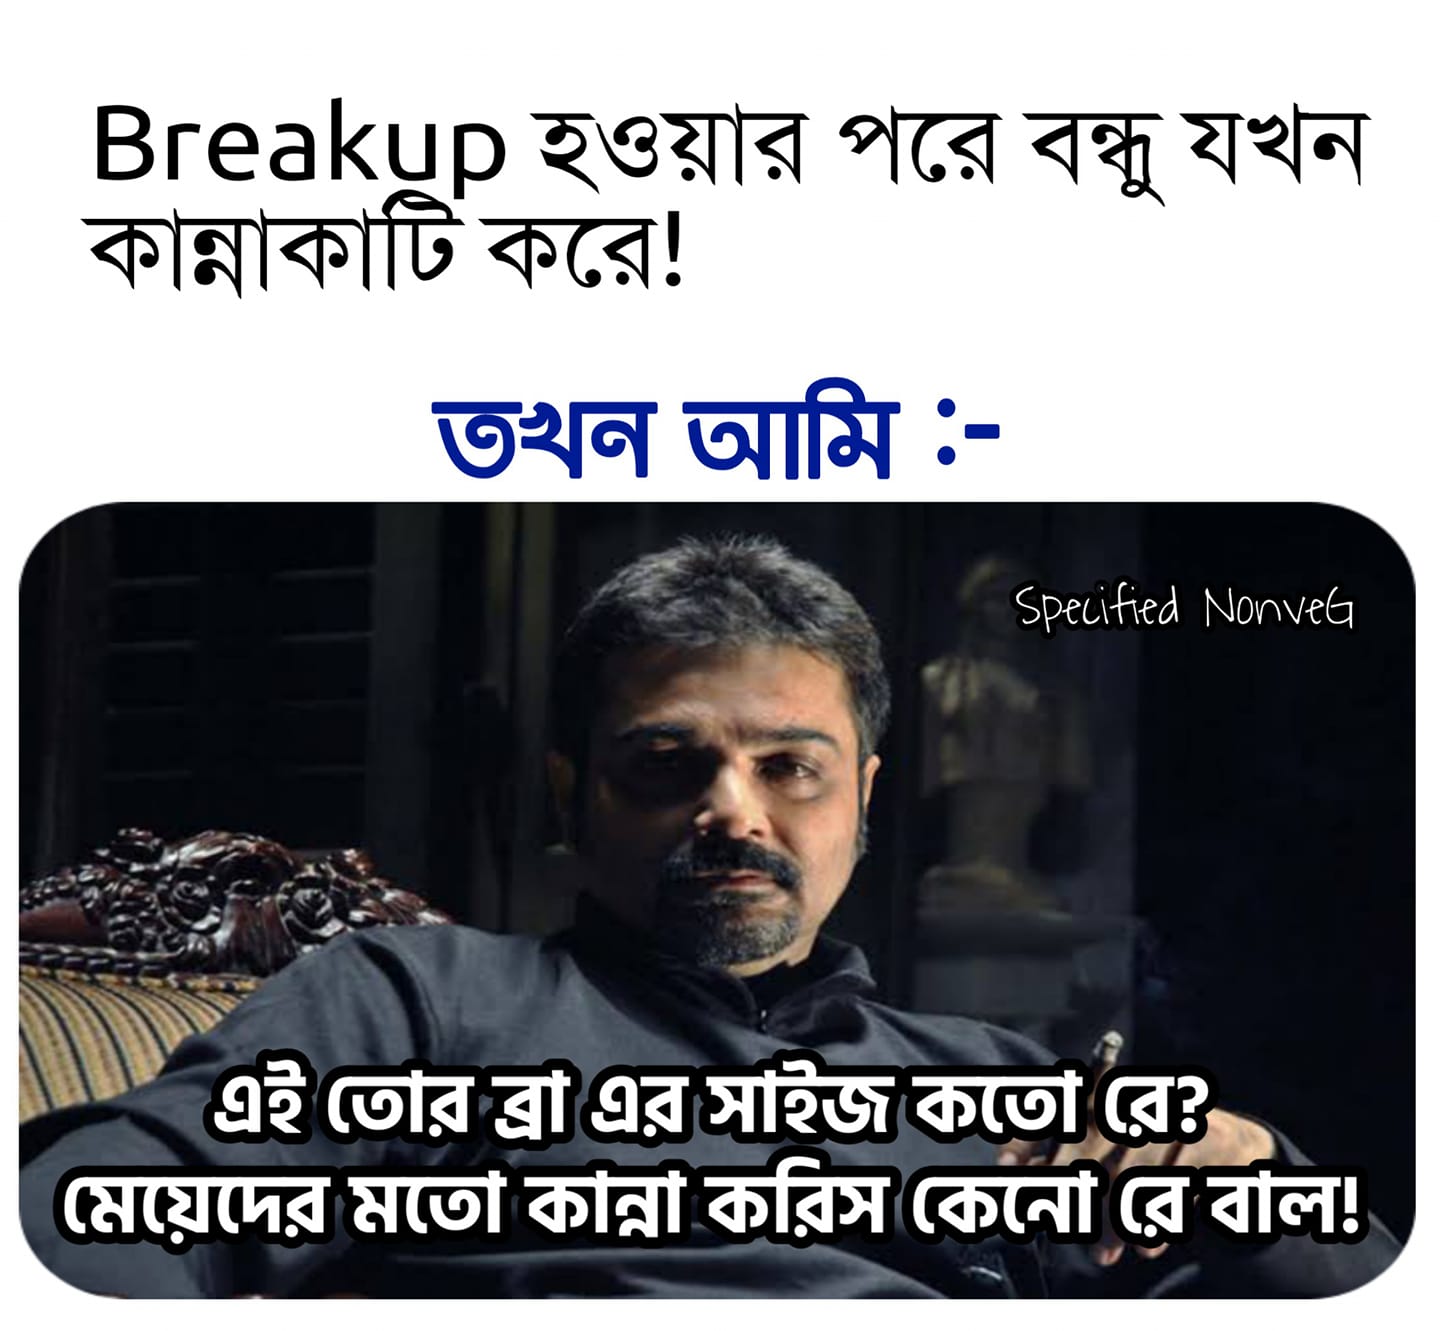 Breakup হওয়ার পরে বন্ধু যখন
কান্নাকাটি করে!
তখন আমি :-
Specified NonveG
এই তোর ব্রা এর সাইজ কতো রে?
মেয়েদের মতো কান্না করিস কেনো রে বাল!